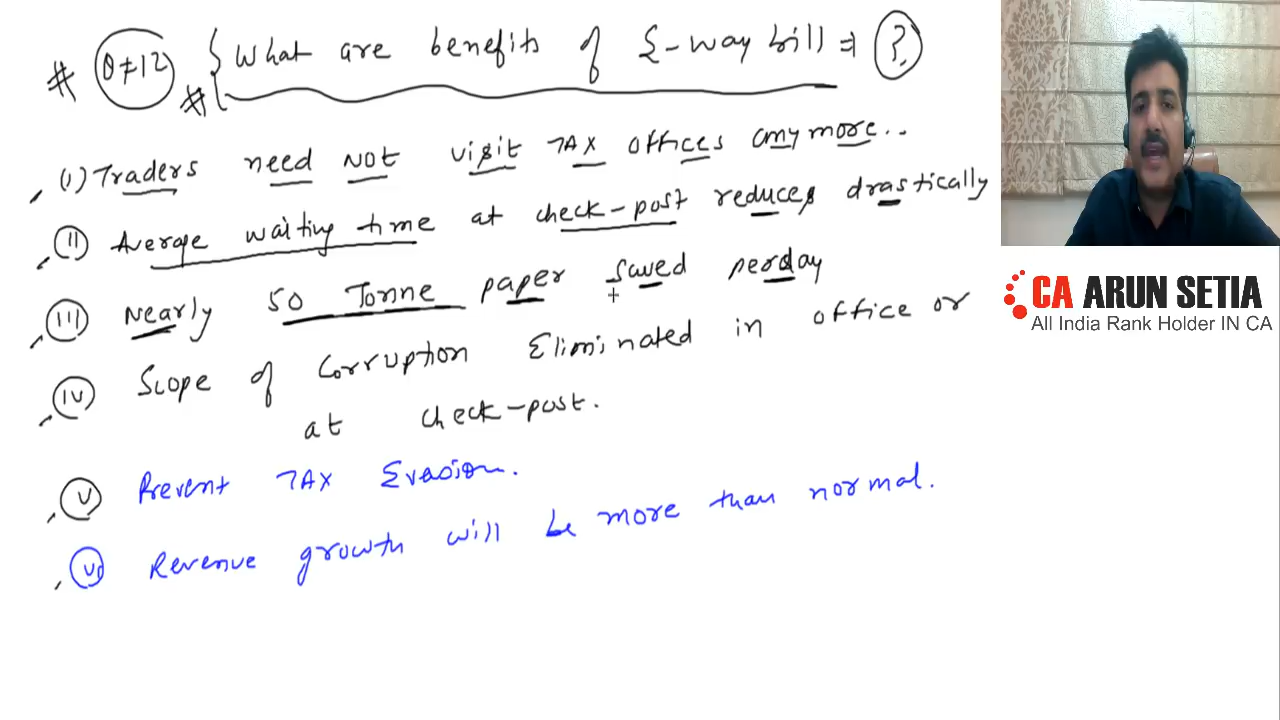 # Q#12 { What are benefits of E-way bill ⇒ ?
#
(i) Traders need NOT visit TAX offices anymore..
(ii) Average waiting time at check-post reduces drastically
(iii) Nearly 50 Tonne paper saved perday
(iv) Scope of Corruption Eliminated in office or
at check-post.
(v) Prevent TAX Evasion.
(vi) Revenue growth will be more than normal.
CA ARUN SETIA
All India Rank Holder IN CA